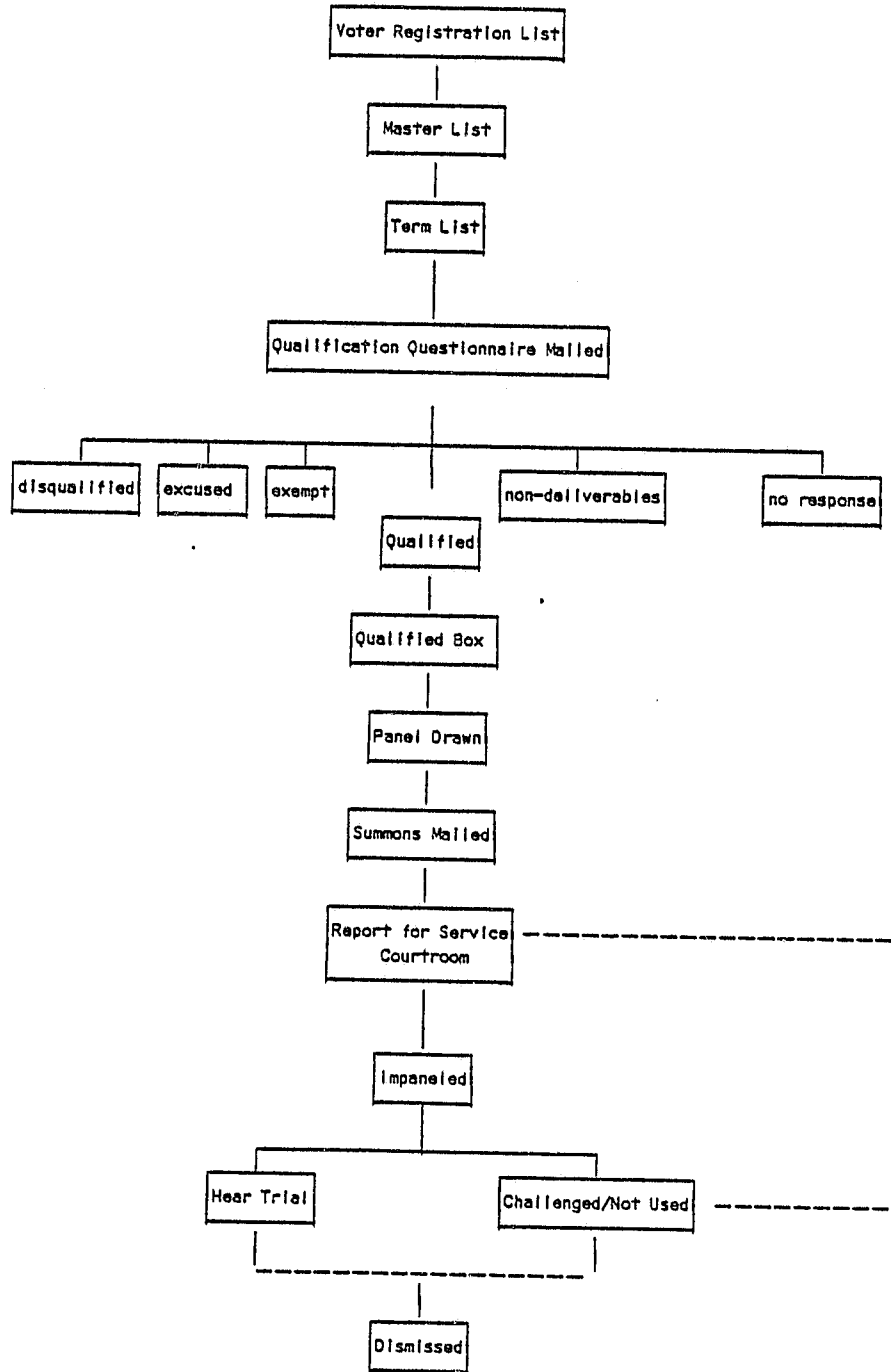 Voter Registration List
Master List
Term List
Qualification Questionnaire Mailed
disqualified
excused
exempt
non-deliverables
no response
Qualified
Qualified Box
Panel Drawn
Summons Mailed
Report for Service
Courtroom
Impaneled
Hear Trial
Challenged/Not Used
Dismissed